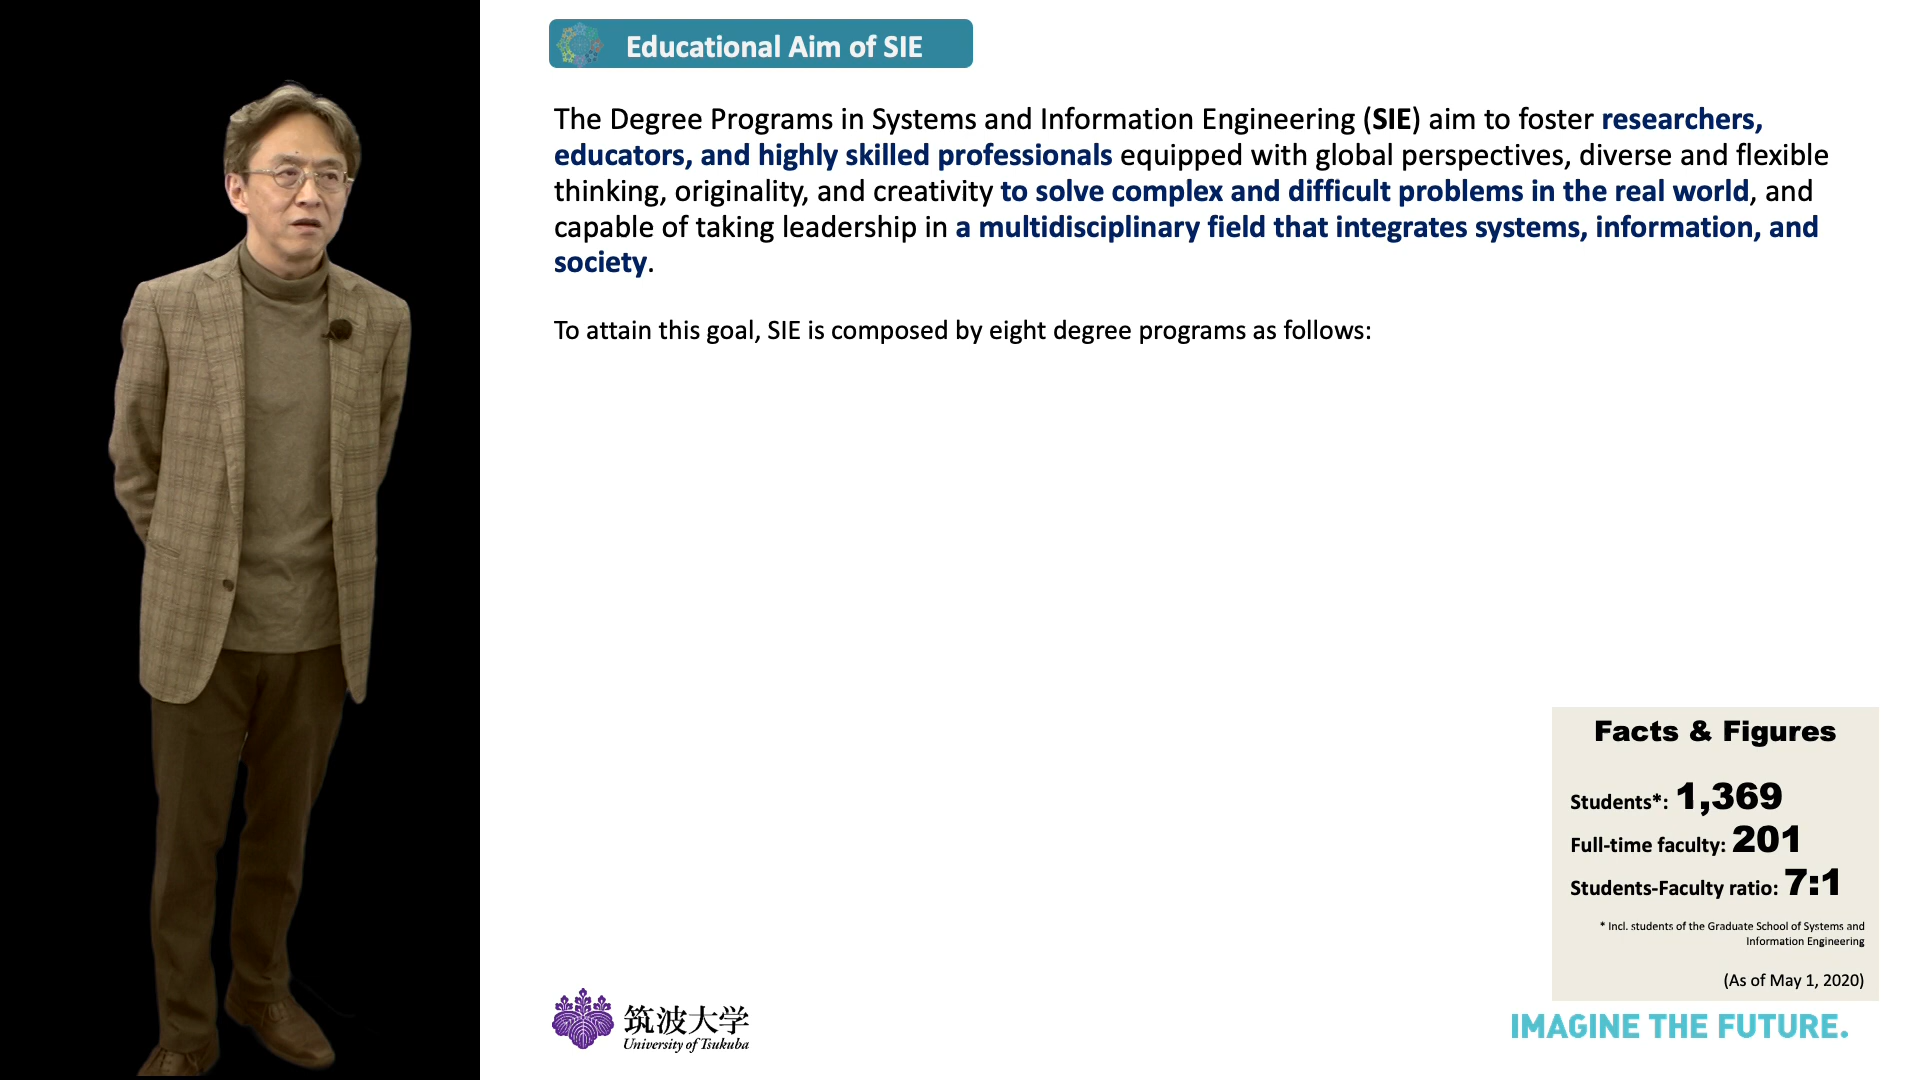 Educational Aim of SIE
The Degree Programs in Systems and Information Engineering (SIE) aim to foster researchers,
educators, and highly skilled professionals equipped with global perspectives, diverse and flexible
thinking, originality, and creativity to solve complex and difficult problems in the real world, and
capable of taking leadership in a multidisciplinary field that integrates systems, information, and
society.
To attain this goal, SIE is composed by eight degree programs as follows:
Facts & Figures
Students*: 1,369
Full-time faculty: 201
Students-Faculty ratio: 7:1
* Incl. students of the Graduate School of Systems and
Information Engineering
(As of May 1, 2020)
筑波大学
University of Tsukuba
IMAGINE THE FUTURE.